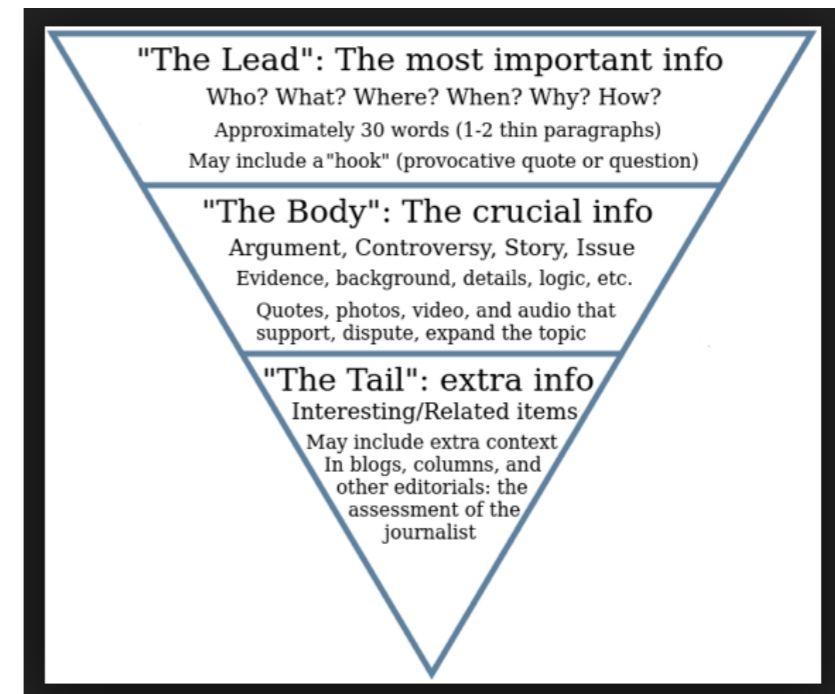 "The Lead": The most important info
Who? What? Where? When? Why? How?
Approximately 30 words (1-2 thin paragraphs)
May include a "hook" (provocative quote or question)
"The Body": The crucial info
Argument, Controversy, Story, Issue
Evidence, background, details, logic, etc.
Quotes, photos, video, and audio that
support, dispute, expand the topic
"The Tail": extra info
Interesting/Related items
May include extra context
In blogs, columns, and
other editorials: the
assessment of the
journalist